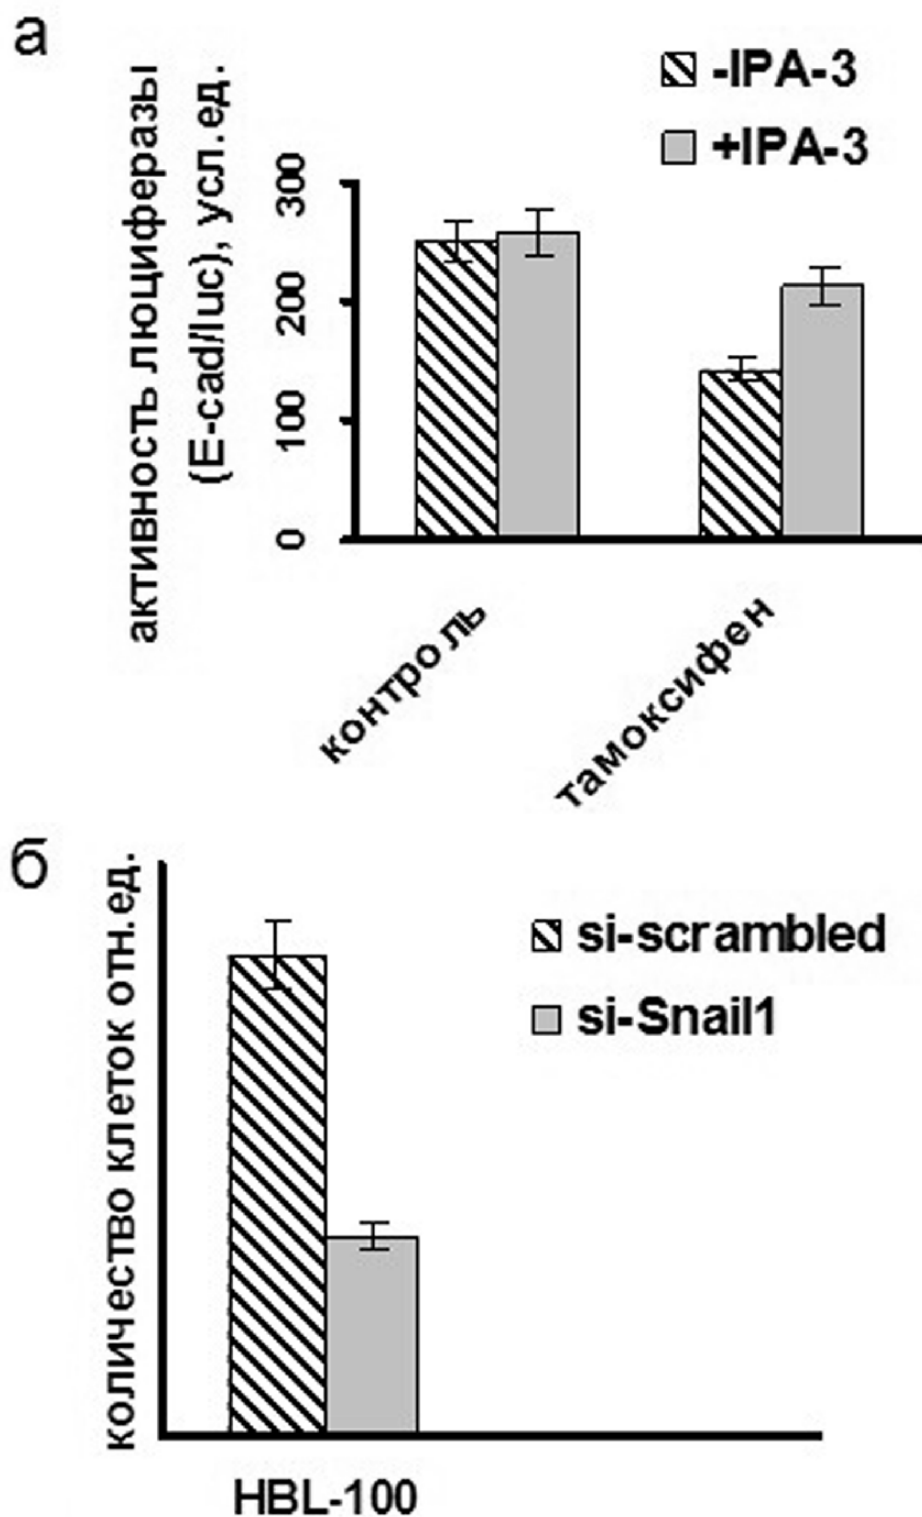 а
активность люциферазы
(E-cad/luc), усл.ед.
-IPA-3
+IPA-3
300
200
100
0
контроль
тамоксифен
б
количество клеток отн.ед.
si-scrambled
si-Snail1
HBL-100